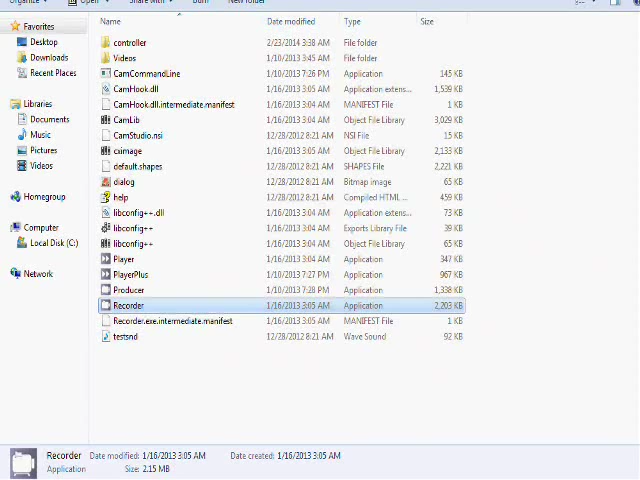 Organize Open Share with Burn New folder
Name Date modified Type Size
Favorites
Desktop
Downloads
Recent Places
Libraries
Documents
Music
Pictures
Videos
Homegroup
Computer
Local Disk (C:)
Network
controller 2/23/2014 3:38 AM File folder
Videos 1/10/2013 3:45 AM File folder
CamCommandLine 1/10/2013 7:26 PM Application 145 KB
CamHook.dll 1/16/2013 3:05 AM Application extens... 1,539 KB
CamHook.dll.intermediate.manifest 1/16/2013 3:04 AM MANIFEST File 1 KB
CamLib 1/16/2013 3:04 AM Object File Library 3,029 KB
CamStudio.nsi 12/28/2012 8:21 AM NSI File 15 KB
cximage 1/16/2013 3:05 AM Object File Library 2,133 KB
default.shapes 12/28/2012 8:21 AM SHAPES File 2,221 KB
dialog 12/28/2012 8:21 AM Bitmap image 65 KB
help 12/28/2012 8:21 AM Compiled HTML ... 459 KB
libconfig++.dll 1/16/2013 3:04 AM Application extens... 73 KB
libconfig++ 1/16/2013 3:04 AM Exports Library File 39 KB
libconfig++ 1/16/2013 3:04 AM Object File Library 65 KB
Player 1/16/2013 3:04 AM Application 347 KB
PlayerPlus 1/10/2013 7:27 PM Application 967 KB
Producer 1/10/2013 7:28 PM Application 1,338 KB
Recorder 1/16/2013 3:05 AM Application 2,203 KB
Recorder.exe.intermediate.manifest 1/16/2013 3:05 AM MANIFEST File 1 KB
testsnd 12/28/2012 8:21 AM Wave Sound 92 KB
Recorder Date modified: 1/16/2013 3:05 AM Date created: 1/16/2013 3:05 AM
Application Size: 2.15 MB